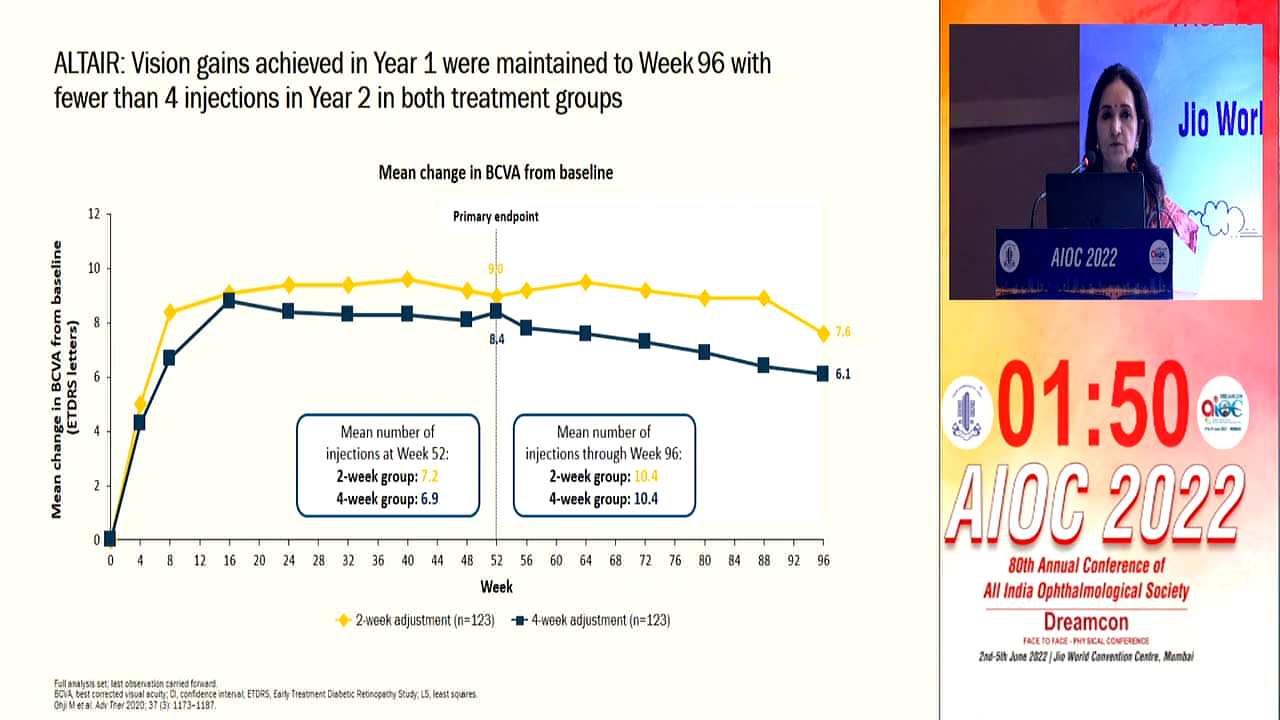 ALTAIR: Vision gains achieved in Year 1 were maintained to Week 96 with
fewer than 4 injections in Year 2 in both treatment groups
Mean change in BCVA from baseline
Primary endpoint
Mean change in BCVA from baseline
(ETDRS letters)
12
10
8
6
4
2
0
9.0
8.4
7.6
6.1
Mean number of
injections at Week 52:
2-week group: 7.2
4-week group: 6.9
Mean number of
injections through Week 96:
2-week group: 10.4
4-week group: 10.4
0 4 8 12 16 20 24 28 32 36 40 44 48 52 56 60 64 68 72 76 80 84 88 92 96
Week
2-week adjustment (n=123) 4-week adjustment (n=123)
Full analysis set; last observation carried forward.
BCVA, best corrected visual acuity; CI, confidence interval; ETDRS, Early Treatment Diabetic Retinopathy Study; LS, least squares.
Ohji M et al. Adv Ther 2020; 37 (3): 1173–1187.
Jio Worl
AIOC 2022
01:50
AIOC 2022
80th Annual Conference of
All India Ophthalmological Society
Dreamcon
FACE TO FACE - PHYSICAL CONFERENCE
2nd-5th June 2022 | Jio World Convention Centre, Mumbai